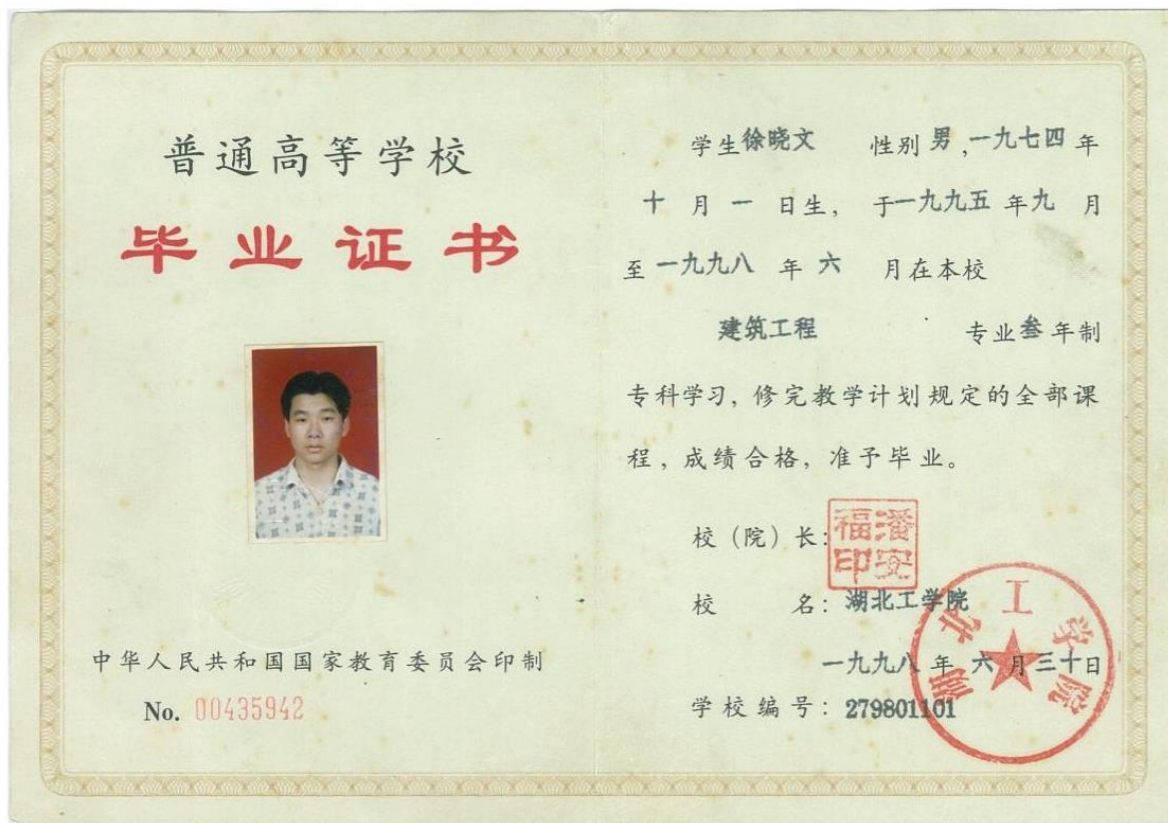 普通高等学校
毕业证书
中华人民共和国国家教育委员会印制
No. 00435942
学生徐晓文 性别男,一九七四年
十月一日生, 于一九九五年九月
至一九九八年六月在本校
建筑工程 专业叁年制
专科学习, 修完教学计划规定的全部课
程, 成绩合格, 准予毕业。
校(院)长: 潘安福印
校 名: 湖北工学院
一九九八年六月三十日
学校编号: 279801101
湖北工学院